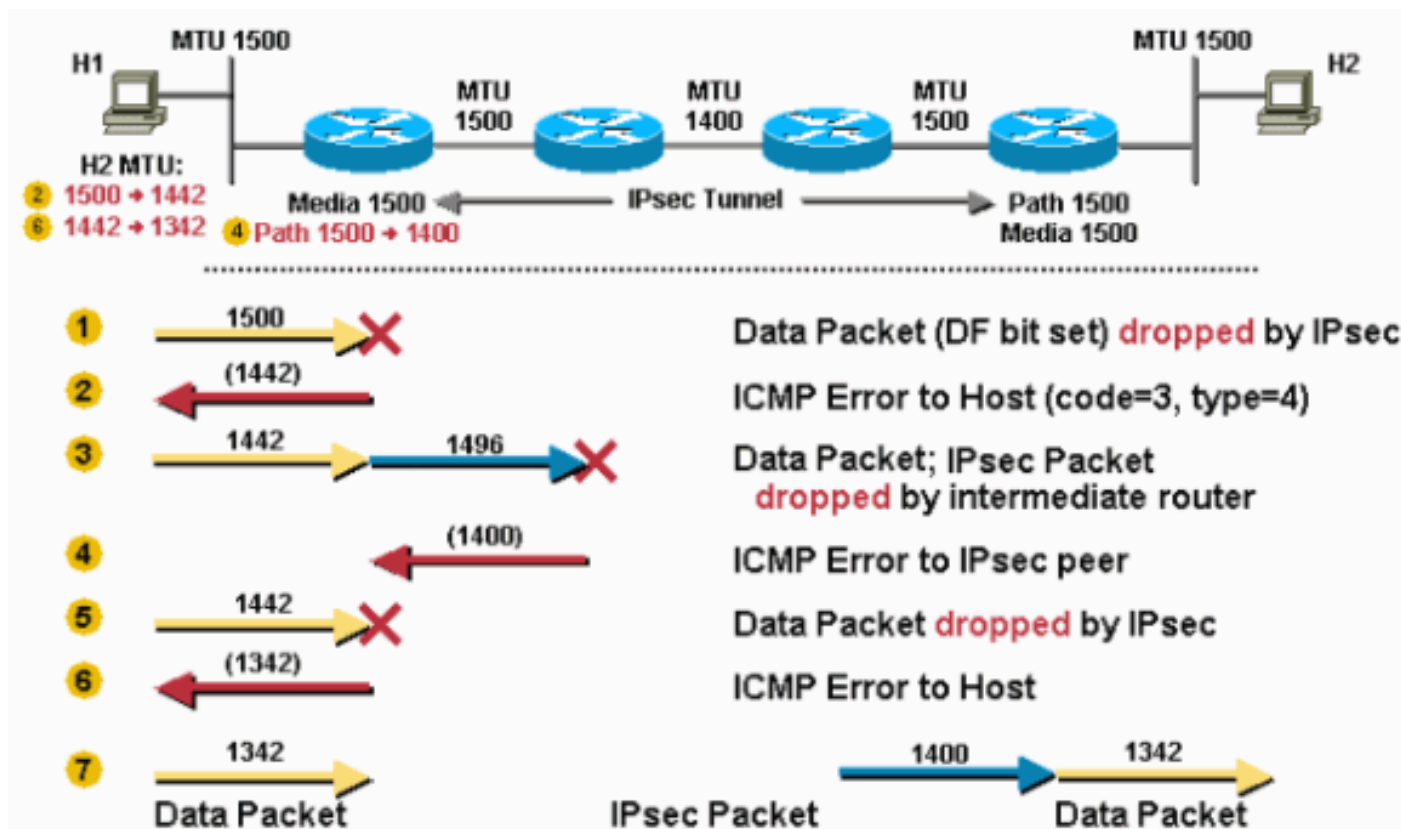 MTU 1500
MTU 1500
H1
H2
MTU
1500
MTU
1400
MTU
1500
H2 MTU:
2 1500 → 1442
6 1442 → 1342
Media 1500
IPsec Tunnel
Path 1500
4 Path 1500 → 1400
Media 1500
1 1500 Data Packet (DF bit set) dropped by IPsec
2 (1442) ICMP Error to Host (code=3, type=4)
3 1442 1496 Data Packet; IPsec Packet
dropped by intermediate router
4 (1400) ICMP Error to IPsec peer
5 1442 Data Packet dropped by IPsec
6 (1342) ICMP Error to Host
7 1342 1400 1342
Data Packet IPsec Packet Data Packet